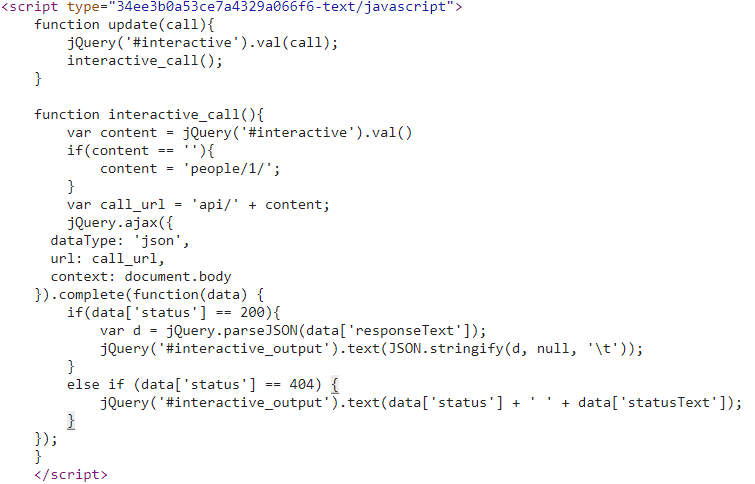 <script type="34ee3b0a53ce7a4329a066f6-text/javascript">
    function update(call){
        jQuery('#interactive').val(call);
        interactive_call();
    }

    function interactive_call(){
        var content = jQuery('#interactive').val()
        if(content == ''){
            content = 'people/1/';
        }
        var call_url = 'api/' + content;
        jQuery.ajax({
      dataType: 'json',
      url: call_url,
      context: document.body
    }).complete(function(data) {
        if(data['status'] == 200){
            var d = jQuery.parseJSON(data['responseText']);
            jQuery('#interactive_output').text(JSON.stringify(d, null, '\t'));
        }
        else if (data['status'] == 404) {
            jQuery('#interactive_output').text(data['status'] + ' ' + data['statusText']);
        }
    });
    }
    </script>